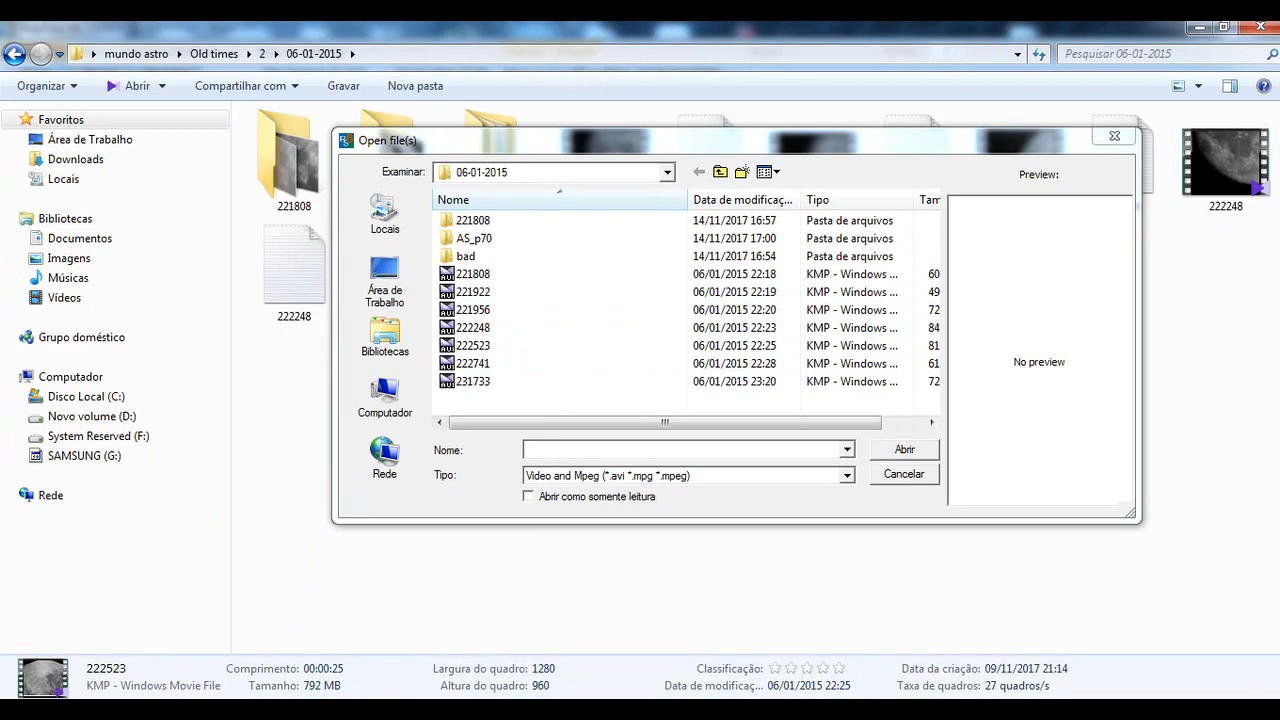 mundo astro Old times 2 06-01-2015 Pesquisar 06-01-2015
Organizar Abrir Compartilhar com Gravar Nova pasta
Favoritos
Área de Trabalho
Downloads
Locais
Bibliotecas
Documentos
Imagens
Músicas
Vídeos
Grupo doméstico
Computador
Disco Local (C:)
Novo volume (D:)
System Reserved (F:)
SAMSUNG (G:)
Rede
221808
222248
222248
Open file(s)
Examinar: 06-01-2015
Preview:
Locais
Área de Trabalho
Bibliotecas
Computador
Rede
Nome Data de modificaç... Tipo Tam
221808 14/11/2017 16:57 Pasta de arquivos
AS_p70 14/11/2017 17:00 Pasta de arquivos
bad 14/11/2017 16:54 Pasta de arquivos
221808 06/01/2015 22:18 KMP - Windows ... 60
221922 06/01/2015 22:19 KMP - Windows ... 49
221956 06/01/2015 22:20 KMP - Windows ... 72
222248 06/01/2015 22:23 KMP - Windows ... 84
222523 06/01/2015 22:25 KMP - Windows ... 81
222741 06/01/2015 22:28 KMP - Windows ... 61
231733 06/01/2015 23:20 KMP - Windows ... 72
No preview
Nome: Abrir
Tipo: Video and Mpeg (*.avi *.mpg *.mpeg) Cancelar
Abrir como somente leitura
222523 Comprimento: 00:00:25 Largura do quadro: 1280 Classificação: Data da criação: 09/11/2017 21:14
KMP - Windows Movie File Tamanho: 792 MB Altura do quadro: 960 Data de modificaç... 06/01/2015 22:25 Taxa de quadros: 27 quadros/s